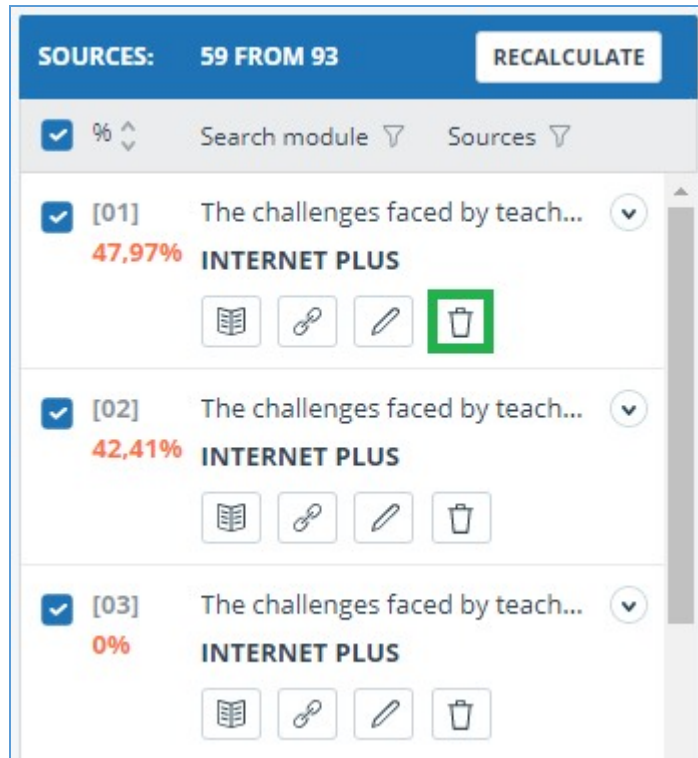 SOURCES: 59 FROM 93 RECALCULATE
% Search module Sources
[01] The challenges faced by teach...
47,97% INTERNET PLUS
[02] The challenges faced by teach...
42,41% INTERNET PLUS
[03] The challenges faced by teach...
0% INTERNET PLUS